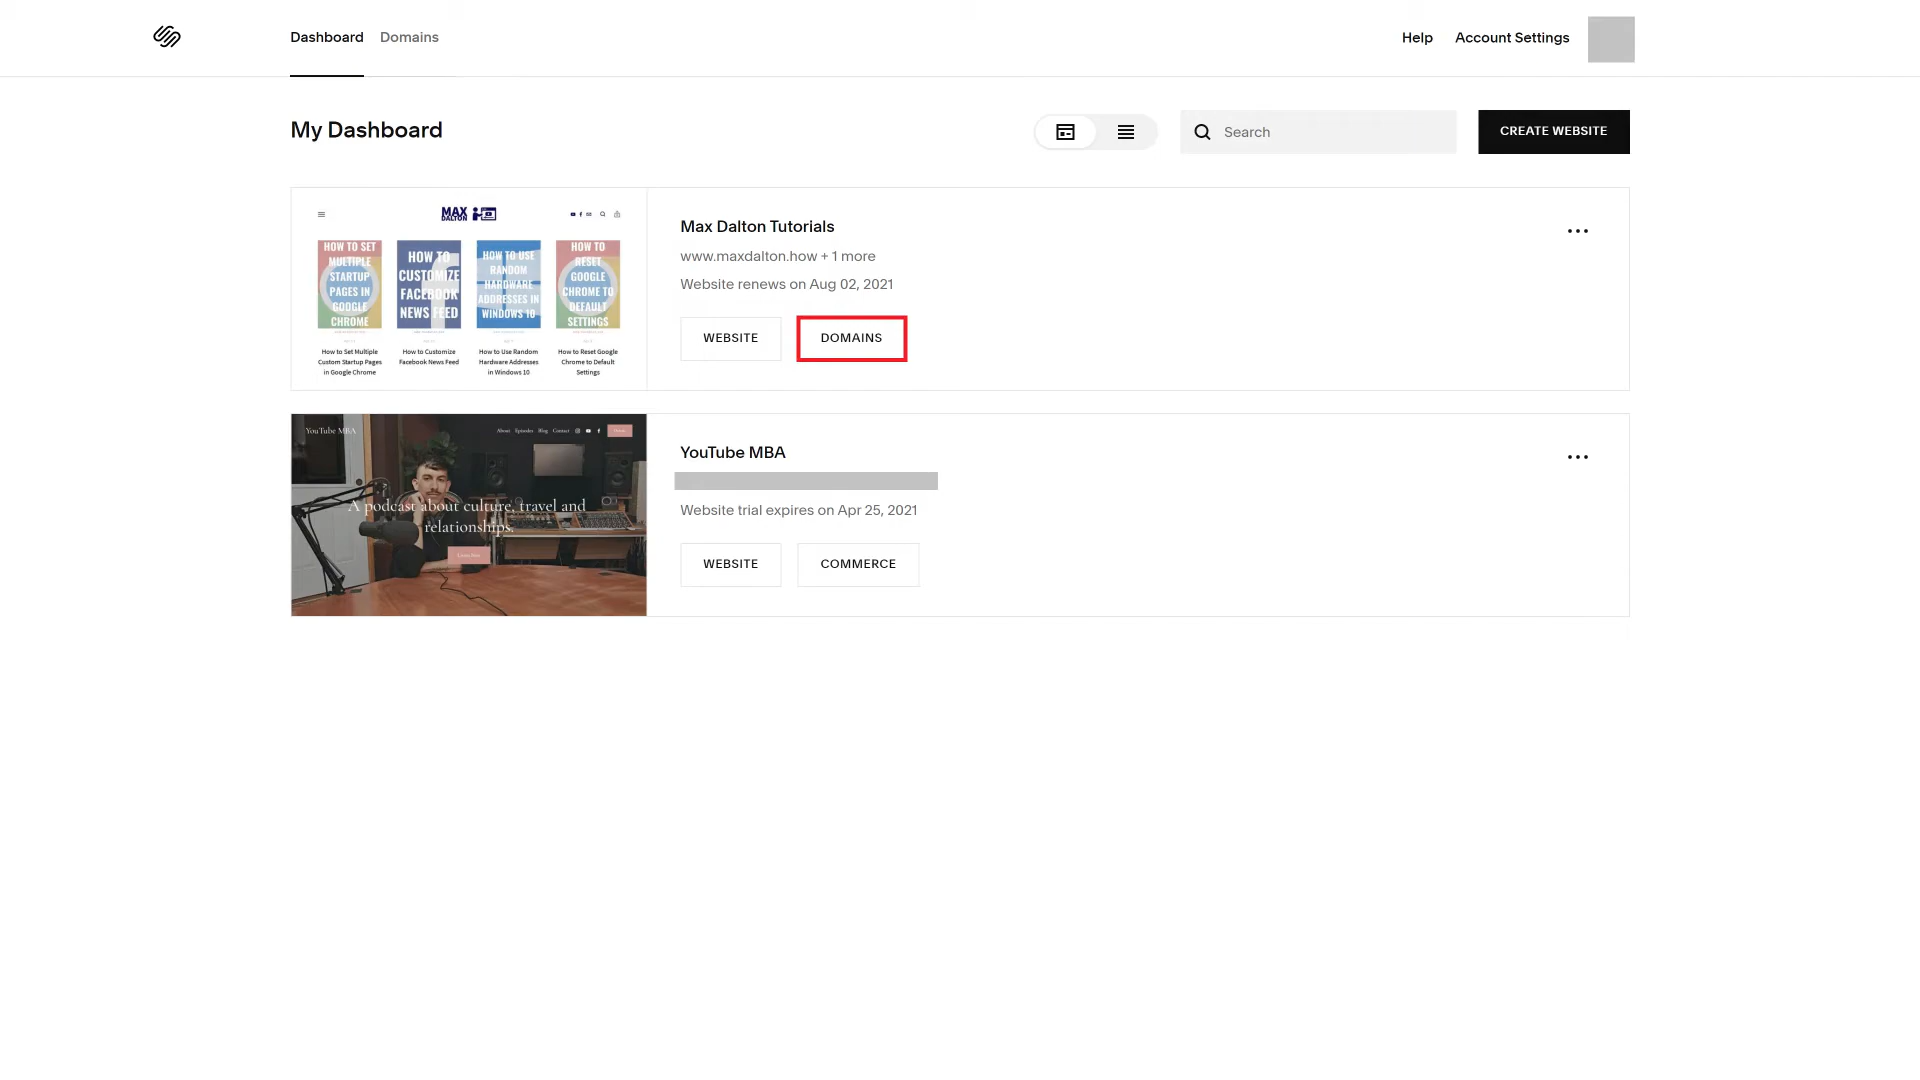 Dashboard
Domains
Help
Account Settings
My Dashboard
Search
CREATE WEBSITE
MAX
DALTON
HOW TO SET
MULTIPLE
STARTUP
PAGES IN
GOOGLE
CHROME
How to Set Multiple
Custom Startup Pages
in Google Chrome
HOW TO
CUSTOMIZE
FACEBOOK
NEWS FEED
How to Customize
Facebook News Feed
HOW TO USE
RANDOM
HARDWARE
ADDRESSES IN
WINDOWS 10
How to Use Random
Hardware Addresses
in Windows 10
HOW TO
RESET
GOOGLE
CHROME TO
DEFAULT
SETTINGS
How to Reset Google
Chrome to Default
Settings
Max Dalton Tutorials
www.maxdalton.how + 1 more
Website renews on Aug 02, 2021
WEBSITE
DOMAINS
YouTube MBA
About Episodes Blog Contact
A podcast about culture, travel and
relationships.
YouTube MBA
Website trial expires on Apr 25, 2021
WEBSITE
COMMERCE